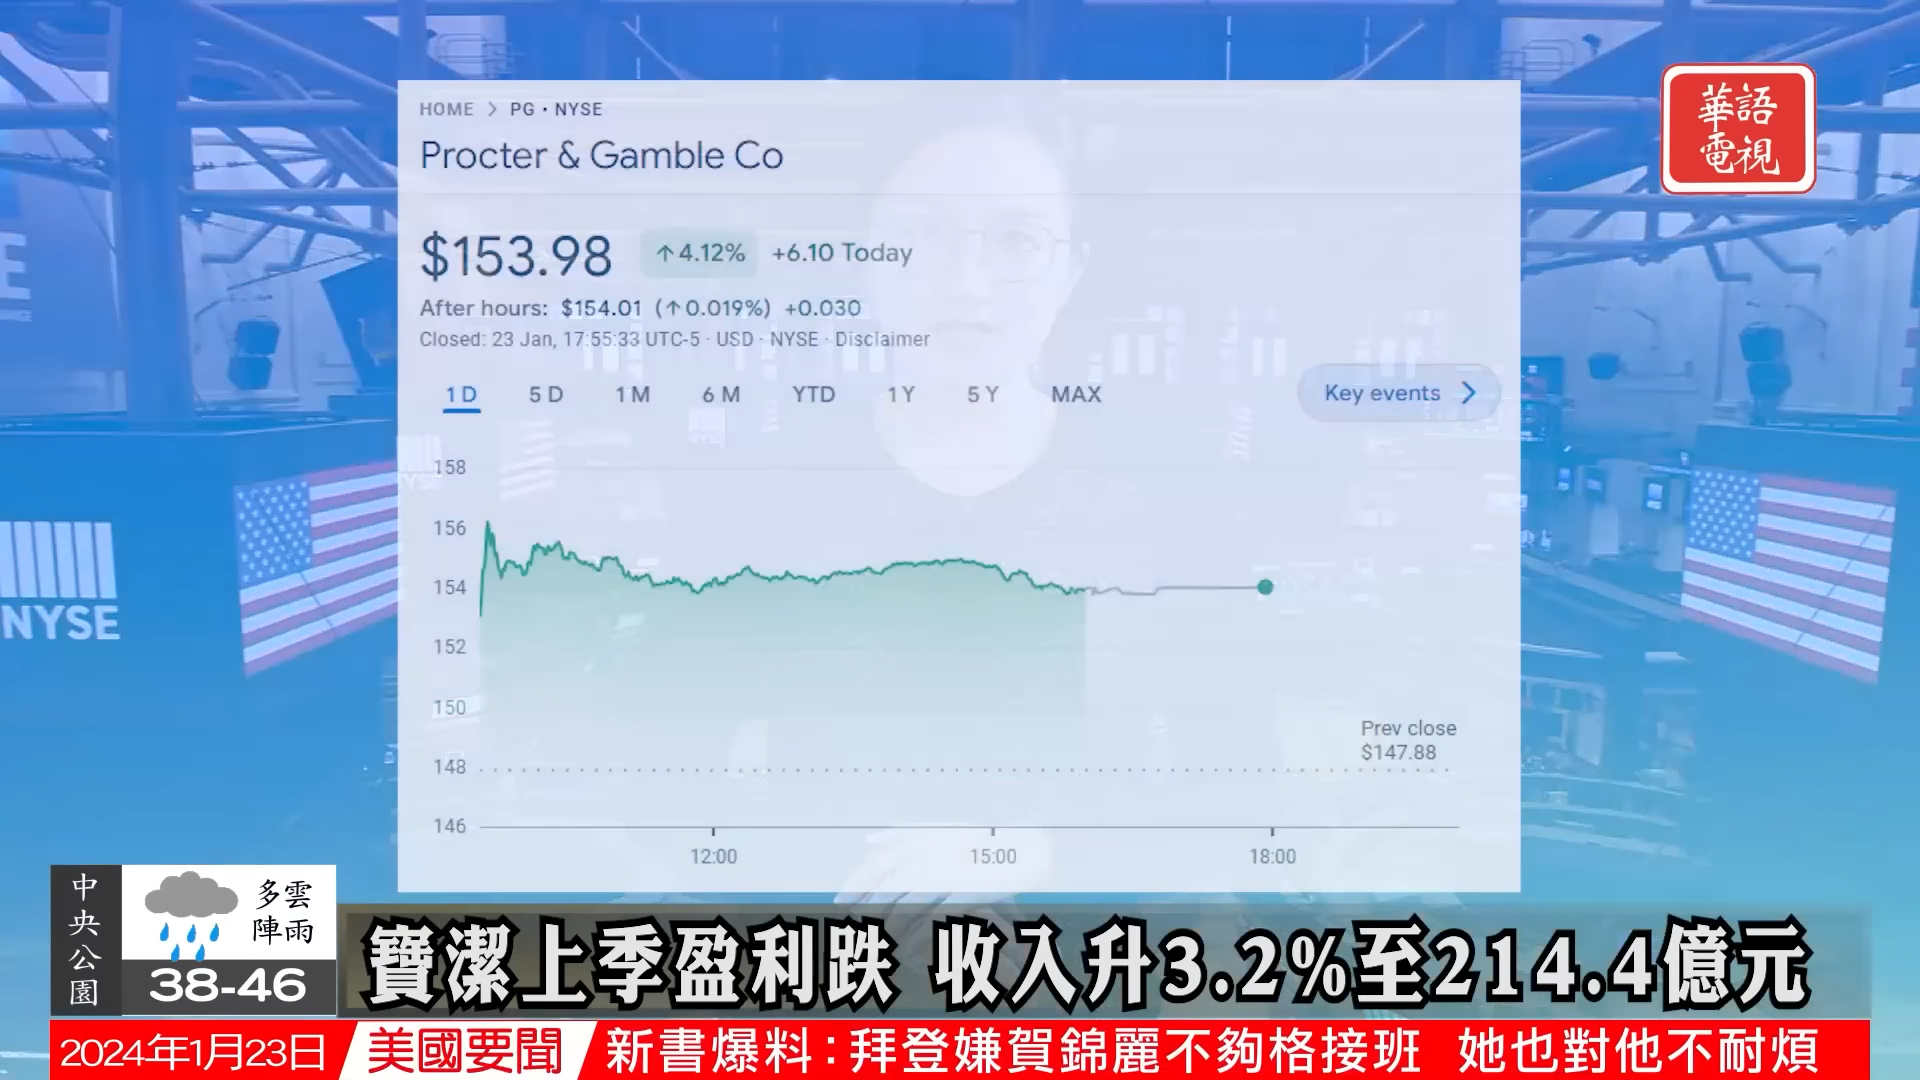 華語
電視
HOME > PG • NYSE
Procter & Gamble Co
$153.98 ↑4.12% +6.10 Today
After hours: $154.01 (↑0.019%) +0.030
Closed: 23 Jan, 17:55:33 UTC-5 · USD · NYSE · Disclaimer
1D 5D 1M 6M YTD 1Y 5Y MAX
Key events >
158
156
154
152
150
148
146
Prev close
$147.88
12:00 15:00 18:00
NYSE
中央公園
多雲
陣雨
38-46
寶潔上季盈利跌 收入升3.2%至214.4億元
2024年1月23日
美國要聞
新書爆料：拜登嫌賀錦麗不夠格接班 她也對他不耐煩